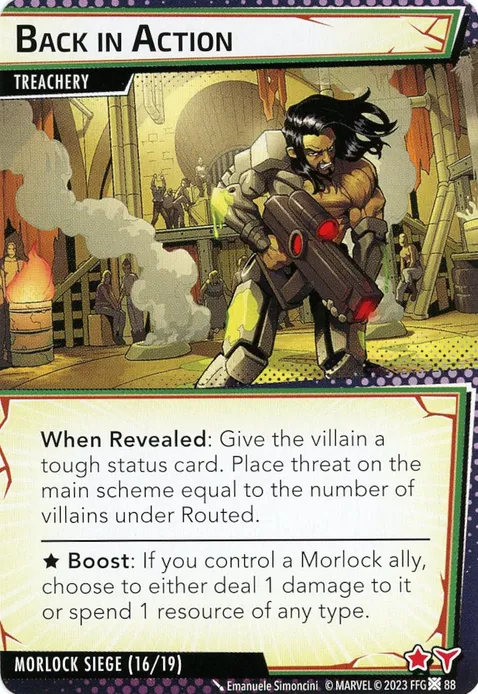 BACK IN ACTION
TREACHERY
When Revealed: Give the villain a
tough status card. Place threat on the
main scheme equal to the number of
villains under Routed.
★ Boost: If you control a Morlock ally,
choose to either deal 1 damage to it
or spend 1 resource of any type.
MORLOCK SIEGE (16/19)
Emanuele Simoncini © MARVEL © 2023 FFG 88